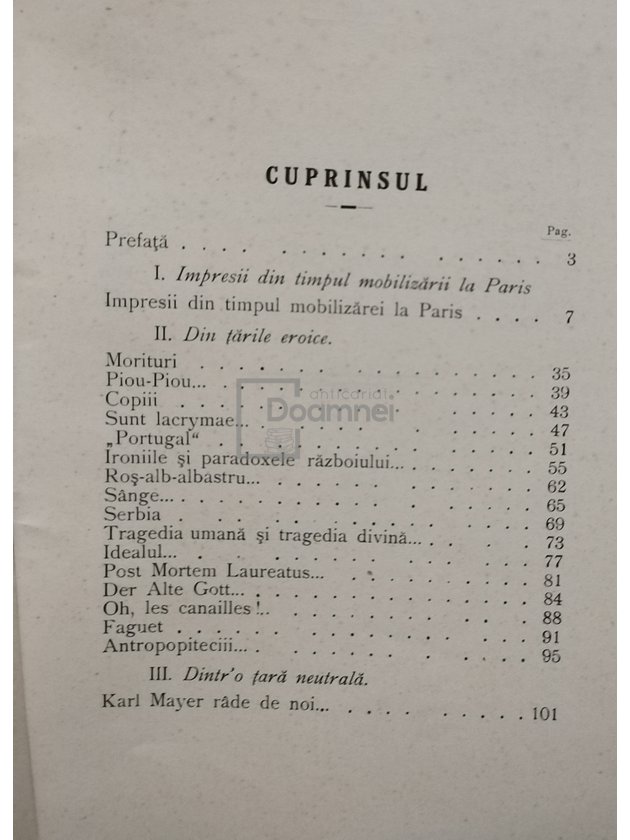 CUPRINSUL
Pag.
Prefaţă . . . . . . . . . . . . . . . . . 3
I. Impresii din timpul mobilizării la Paris
Impresii din timpul mobilizărei la Paris . . . . 7
II. Din ţările eroice.
Morituri . . . . . . . . . . . . . . . 35
Piou-Piou... . . . . . . . . . . . . . . 39
Copiii . . . . . . . . . . . . . . . . 43
Sunt lacrymae... . . . . . . . . . . . . 47
„Portugal“ . . . . . . . . . . . . . . 51
Ironiile şi paradoxele războiului... . . . . . . 55
Roş-alb-albastru... . . . . . . . . . . . 62
Sânge... . . . . . . . . . . . . . . . 65
Serbia . . . . . . . . . . . . . . . . 69
Tragedia umană şi tragedia divină... . . . . 73
Idealul... . . . . . . . . . . . . . . 77
Post Mortem Laureatus... . . . . . . . . 81
Der Alte Gott... . . . . . . . . . . . . 84
Oh, les canailles!.. . . . . . . . . . . 88
Faguet . . . . . . . . . . . . . . . . 91
Antropopiteciii... . . . . . . . . . . . . 95
III. Dintr'o ţară neutrală.
Karl Mayer râde de noi... . . . . . . . . . 101
anticariat
Doamnei